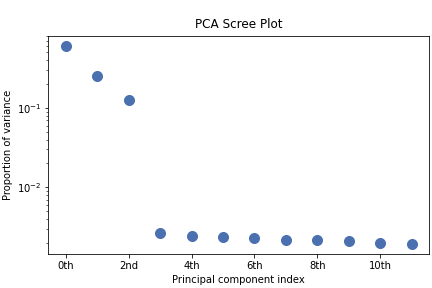 PCA Scree Plot
Proportion of variance
10⁻¹
10⁻²
0th 2nd 4th 6th 8th 10th
Principal component index